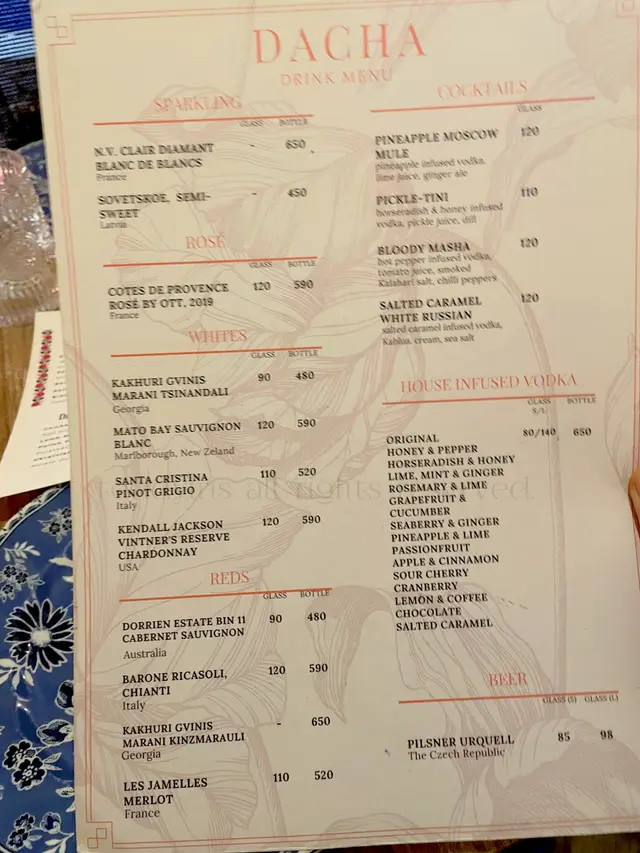 DACHA
DRINK MENU
SPARKLING
GLASS BOTTLE
N.V. CLAIR DIAMANT - 650
BLANC DE BLANCS
France
SOVETSKOE, SEMI- - 450
SWEET
Latvia
ROSÉ
GLASS BOTTLE
COTES DE PROVENCE 120 590
ROSÉ BY OTT, 2019
France
WHITES
GLASS BOTTLE
KAKHURI GVINIS 90 480
MARANI TSINANDALI
Georgia
MATO BAY SAUVIGNON 120 590
BLANC
Marlborough, New Zeland
SANTA CRISTINA 110 520
PINOT GRIGIO
Italy
KENDALL JACKSON 120 590
VINTNER'S RESERVE
CHARDONNAY
USA
REDS
GLASS BOTTLE
DORRIEN ESTATE BIN 11 90 480
CABERNET SAUVIGNON
Australia
BARONE RICASOLI, 120 590
CHIANTI
Italy
KAKHURI GVINIS - 650
MARANI KINZMARAULI
Georgia
LES JAMELLES 110 520
MERLOT
France
COCKTAILS
GLASS
PINEAPPLE MOSCOW 120
MULE
pineapple infused vodka,
lime juice, ginger ale
PICKLE-TINI 110
horseradish & honey infused
vodka, pickle juice, dill
BLOODY MASHA 120
hot pepper infused vodka,
tomato juice, smoked
Kalahari salt, chilli peppers
SALTED CARAMEL 120
WHITE RUSSIAN
salted caramel infused vodka,
Kahlua, cream, sea salt
HOUSE INFUSED VODKA
GLASS BOTTLE
S/L
ORIGINAL 80/140 650
HONEY & PEPPER
HORSERADISH & HONEY
LIME, MINT & GINGER
ROSEMARY & LIME
GRAPEFRUIT &
CUCUMBER
SEABERRY & GINGER
PINEAPPLE & LIME
PASSIONFRUIT
APPLE & CINNAMON
SOUR CHERRY
CRANBERRY
LEMON & COFFEE
CHOCOLATE
SALTED CARAMEL
BEER
GLASS (S) GLASS (L)
PILSNER URQUELL 85 98
The Czech Republic